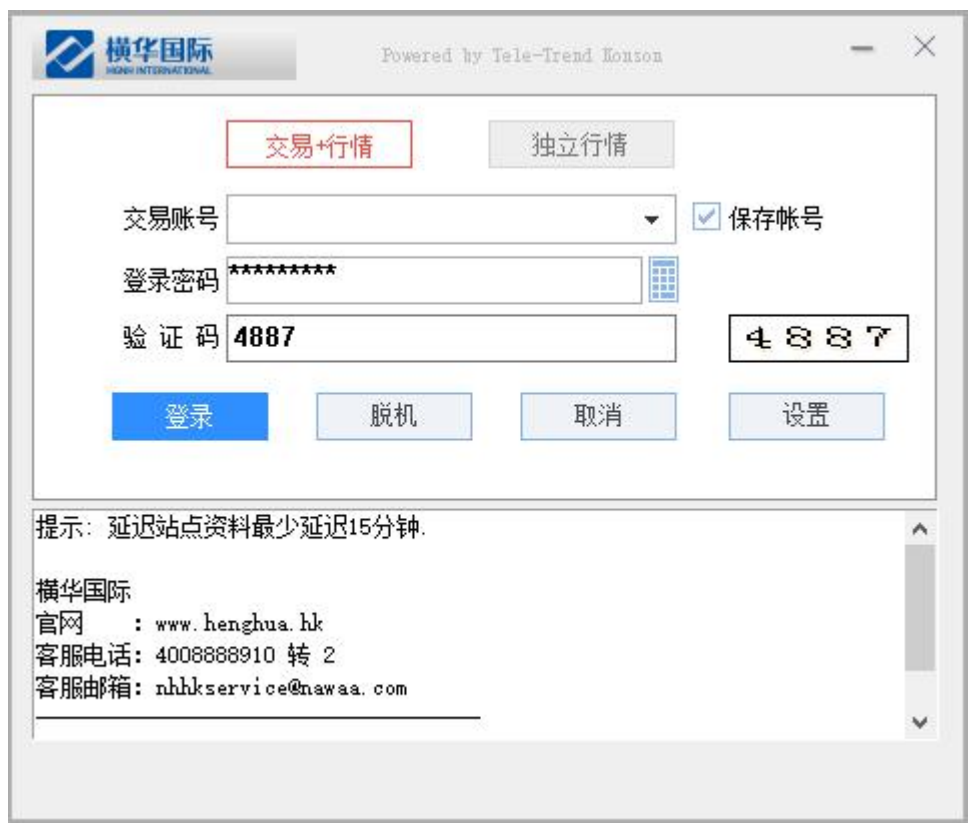 横华国际
HGNH INTERNATIONAL
Powered by Tele-Trend Konson
交易+行情 独立行情
交易账号 保存帐号
登录密码 *********
验 证 码 4887 4887
登录 脱机 取消 设置
提示: 延迟站点资料最少延迟15分钟.
横华国际
官网 : www.henghua.hk
客服电话: 4008888910 转 2
客服邮箱: nhhkservice@nawaa.com